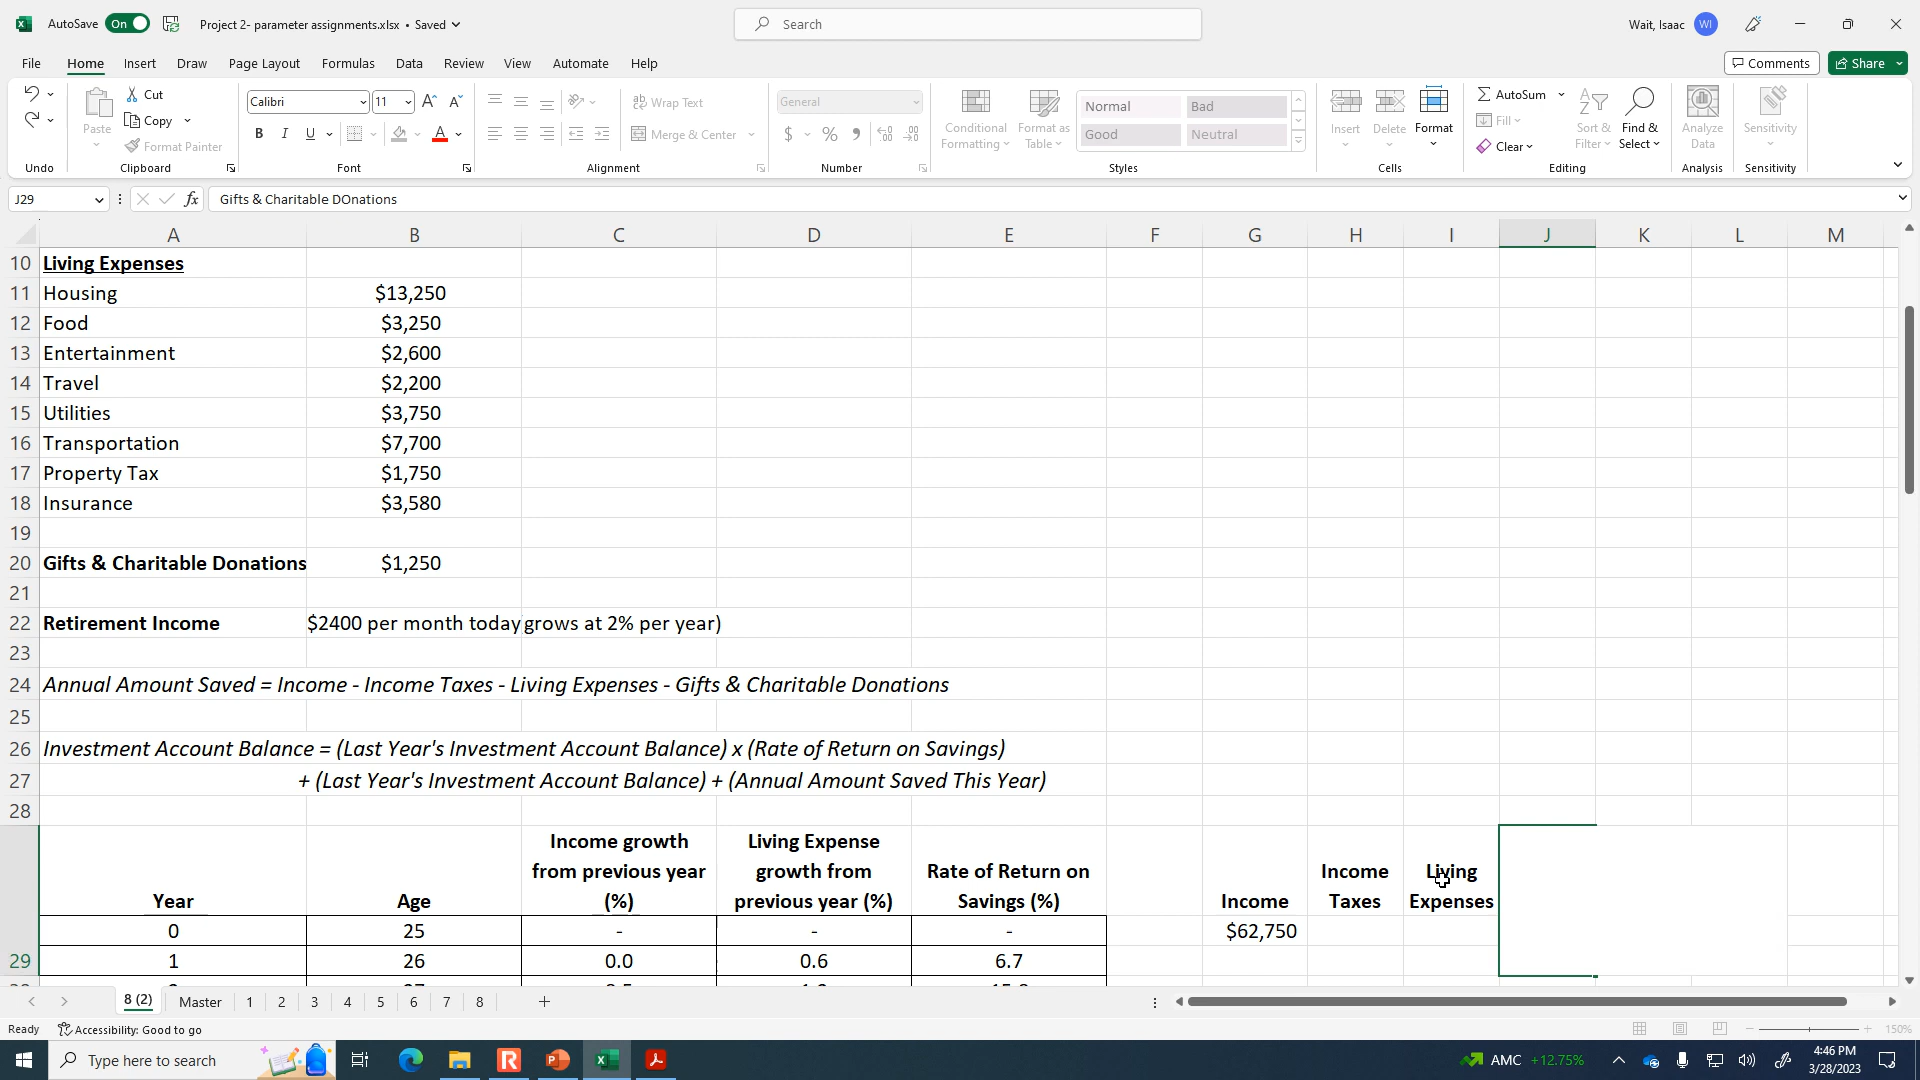 AutoSave On Project 2- parameter assignments.xlsx • Saved Search Wait, Isaac WI
File Home Insert Draw Page Layout Formulas Data Review View Automate Help Comments Share
Paste Cut Copy Format Painter
Calibri 11 Wrap Text Merge & Center General
Conditional Formatting Format as Table Normal Bad Good Neutral
Insert Delete Format AutoSum Fill Clear Sort & Filter Find & Select Analyze Data Sensitivity
Undo Clipboard Font Alignment Number Styles Cells Editing Analysis Sensitivity
J29 fx Gifts & Charitable DOnations
A B C D E F G H I J K L M
10 Living Expenses
11 Housing $13,250
12 Food $3,250
13 Entertainment $2,600
14 Travel $2,200
15 Utilities $3,750
16 Transportation $7,700
17 Property Tax $1,750
18 Insurance $3,580
19
20 Gifts & Charitable Donations $1,250
21
22 Retirement Income $2400 per month today grows at 2% per year)
23
24 Annual Amount Saved = Income - Income Taxes - Living Expenses - Gifts & Charitable Donations
25
26 Investment Account Balance = (Last Year's Investment Account Balance) x (Rate of Return on Savings)
27 + (Last Year's Investment Account Balance) + (Annual Amount Saved This Year)
28
Year Age Income growth from previous year (%) Living Expense growth from previous year (%) Rate of Return on Savings (%) Income Income Taxes Living Expenses
0 25 - - - $62,750
29 1 26 0.0 0.6 6.7
8 (2) Master 1 2 3 4 5 6 7 8
Ready Accessibility: Good to go 150%
Type here to search AMC +12.75% 4:46 PM
3/28/2023